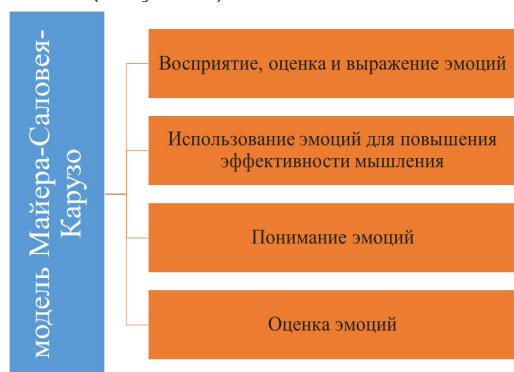 модель Майера-Саловея-
Карузо
Восприятие, оценка и выражение эмоций
Использование эмоций для повышения
эффективности мышления
Понимание эмоций
Оценка эмоций